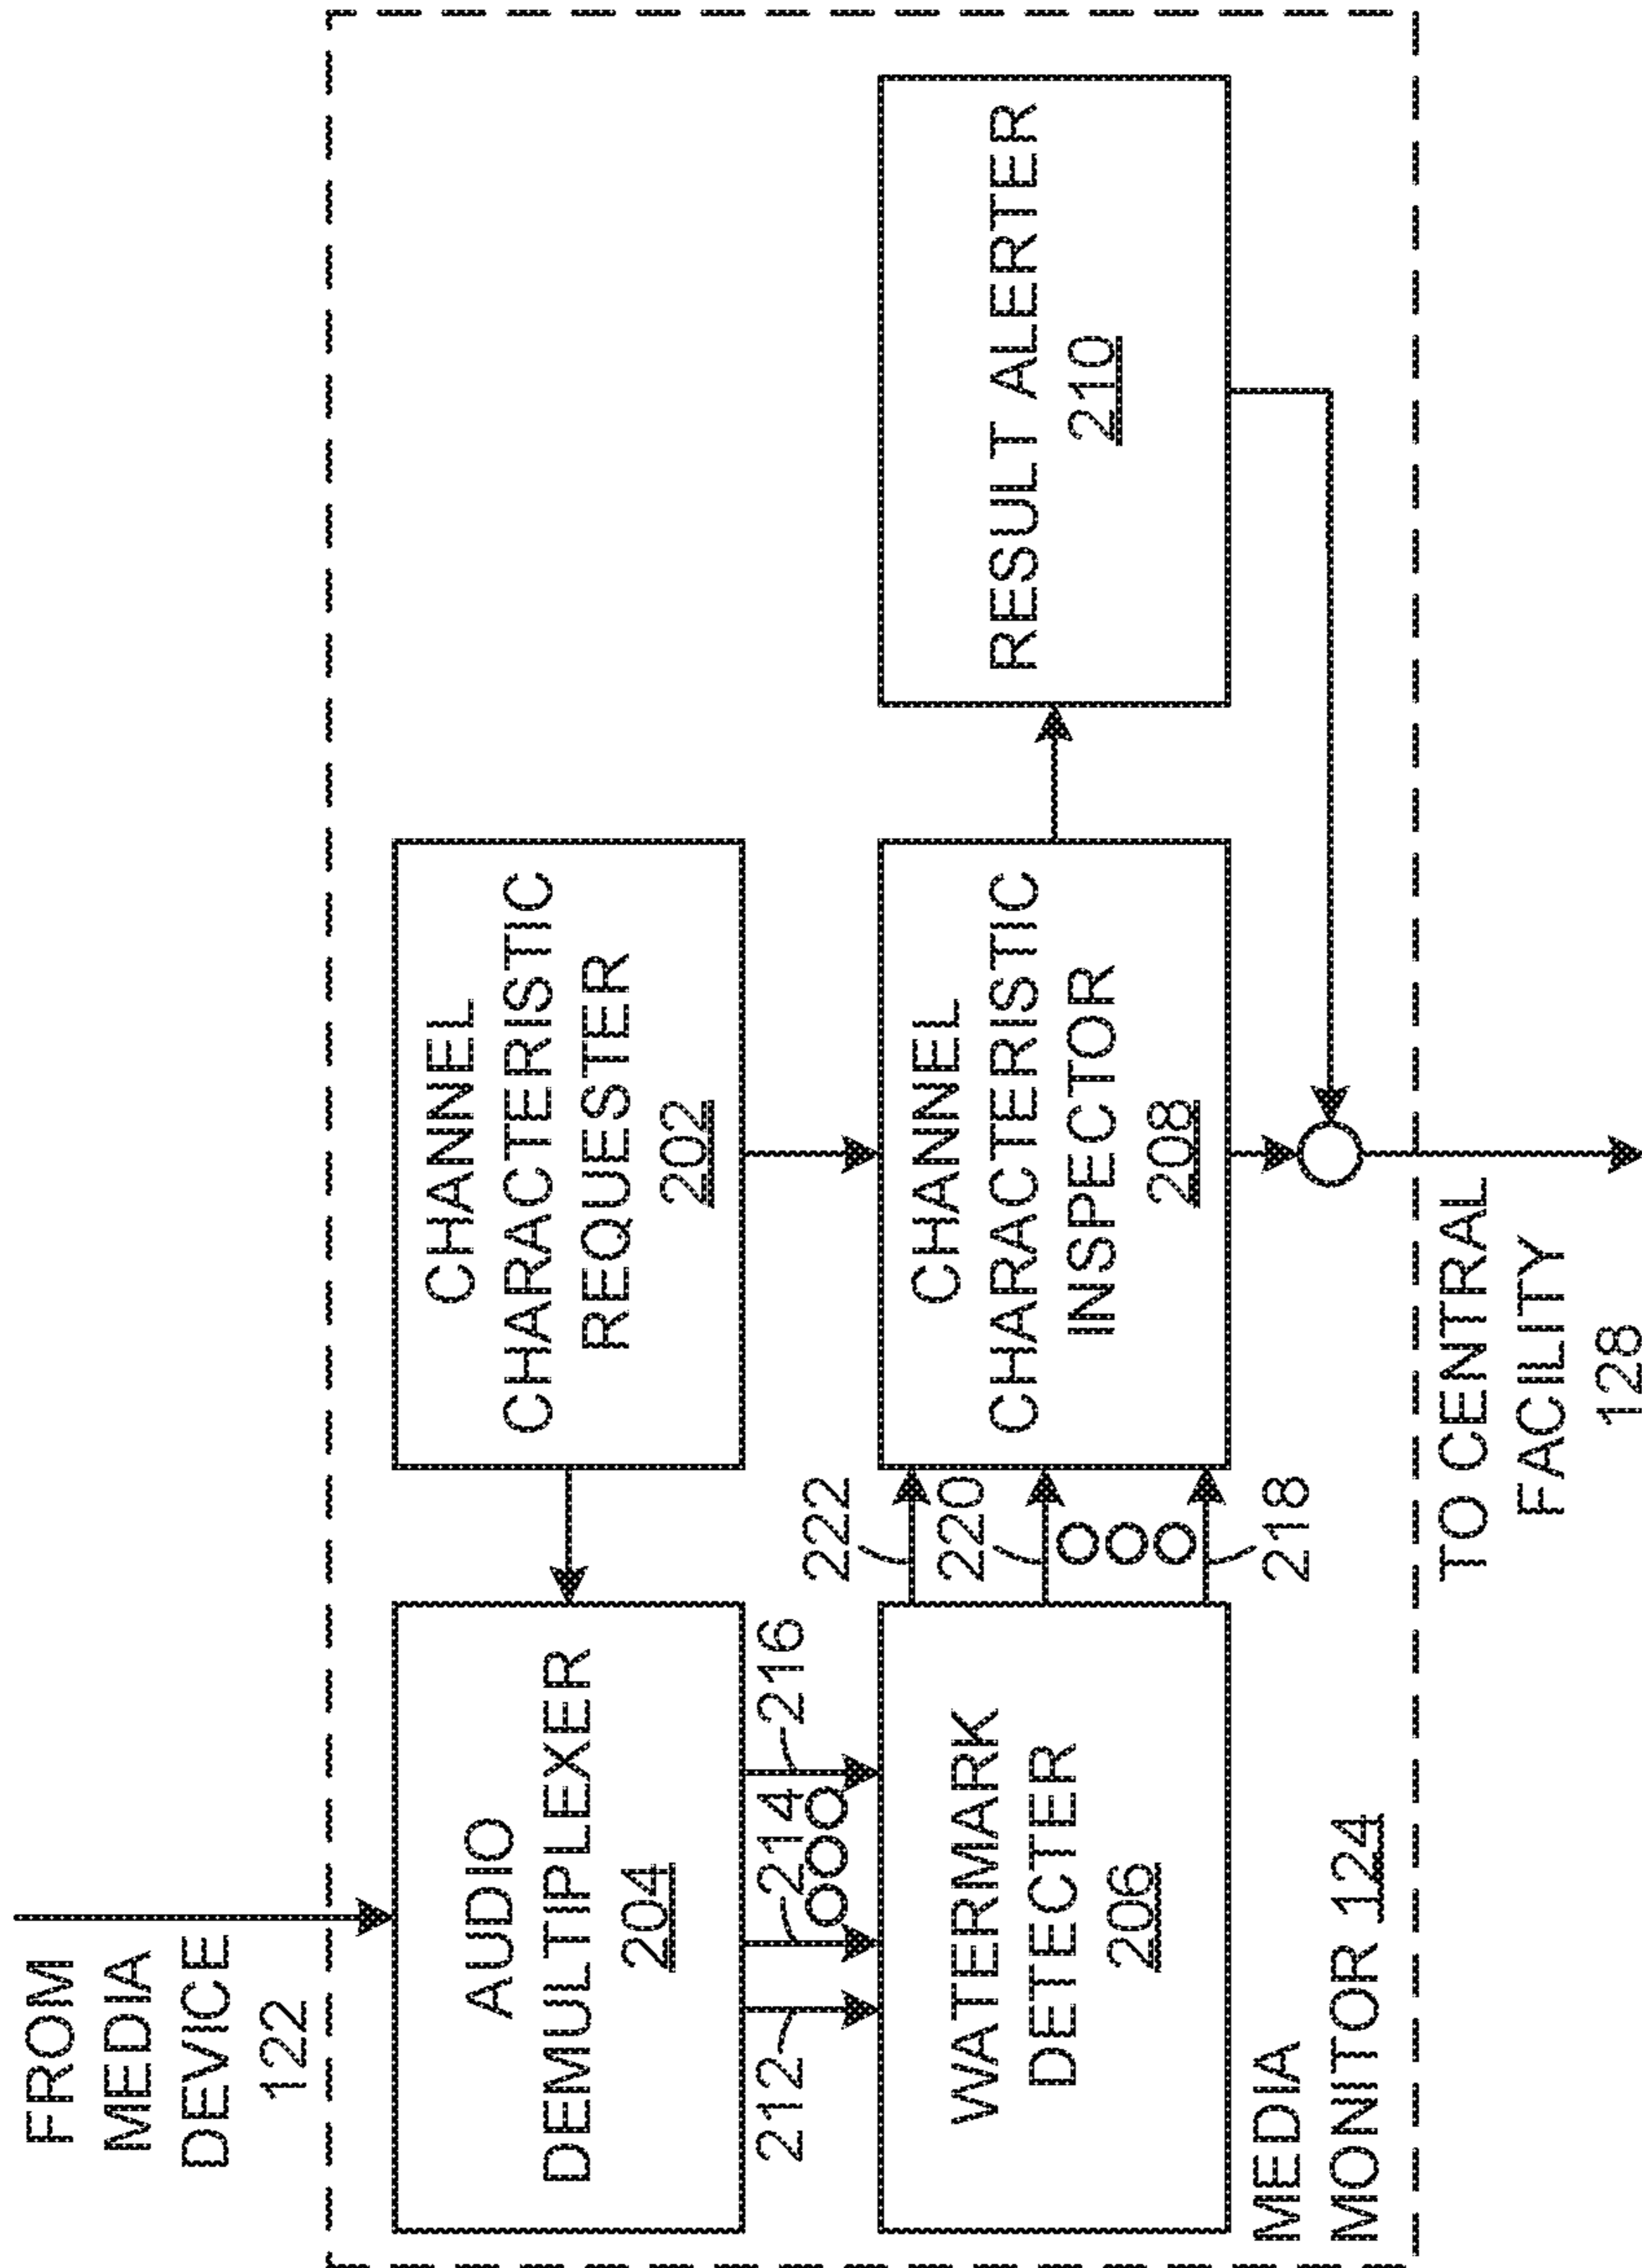 FROM
MEDIA
DEVICE
122
AUDIO
DEMULTIPLEXER
204
CHANNEL
CHARACTERISTIC
REQUESTER
202
212
214
216
WATERMARK
DETECTER
206
222
220
218
CHANNEL
CHARACTERISTIC
INSPECTOR
208
RESULT ALERTER
210
MEDIA
MONITOR 124
TO CENTRAL
FACILITY
128